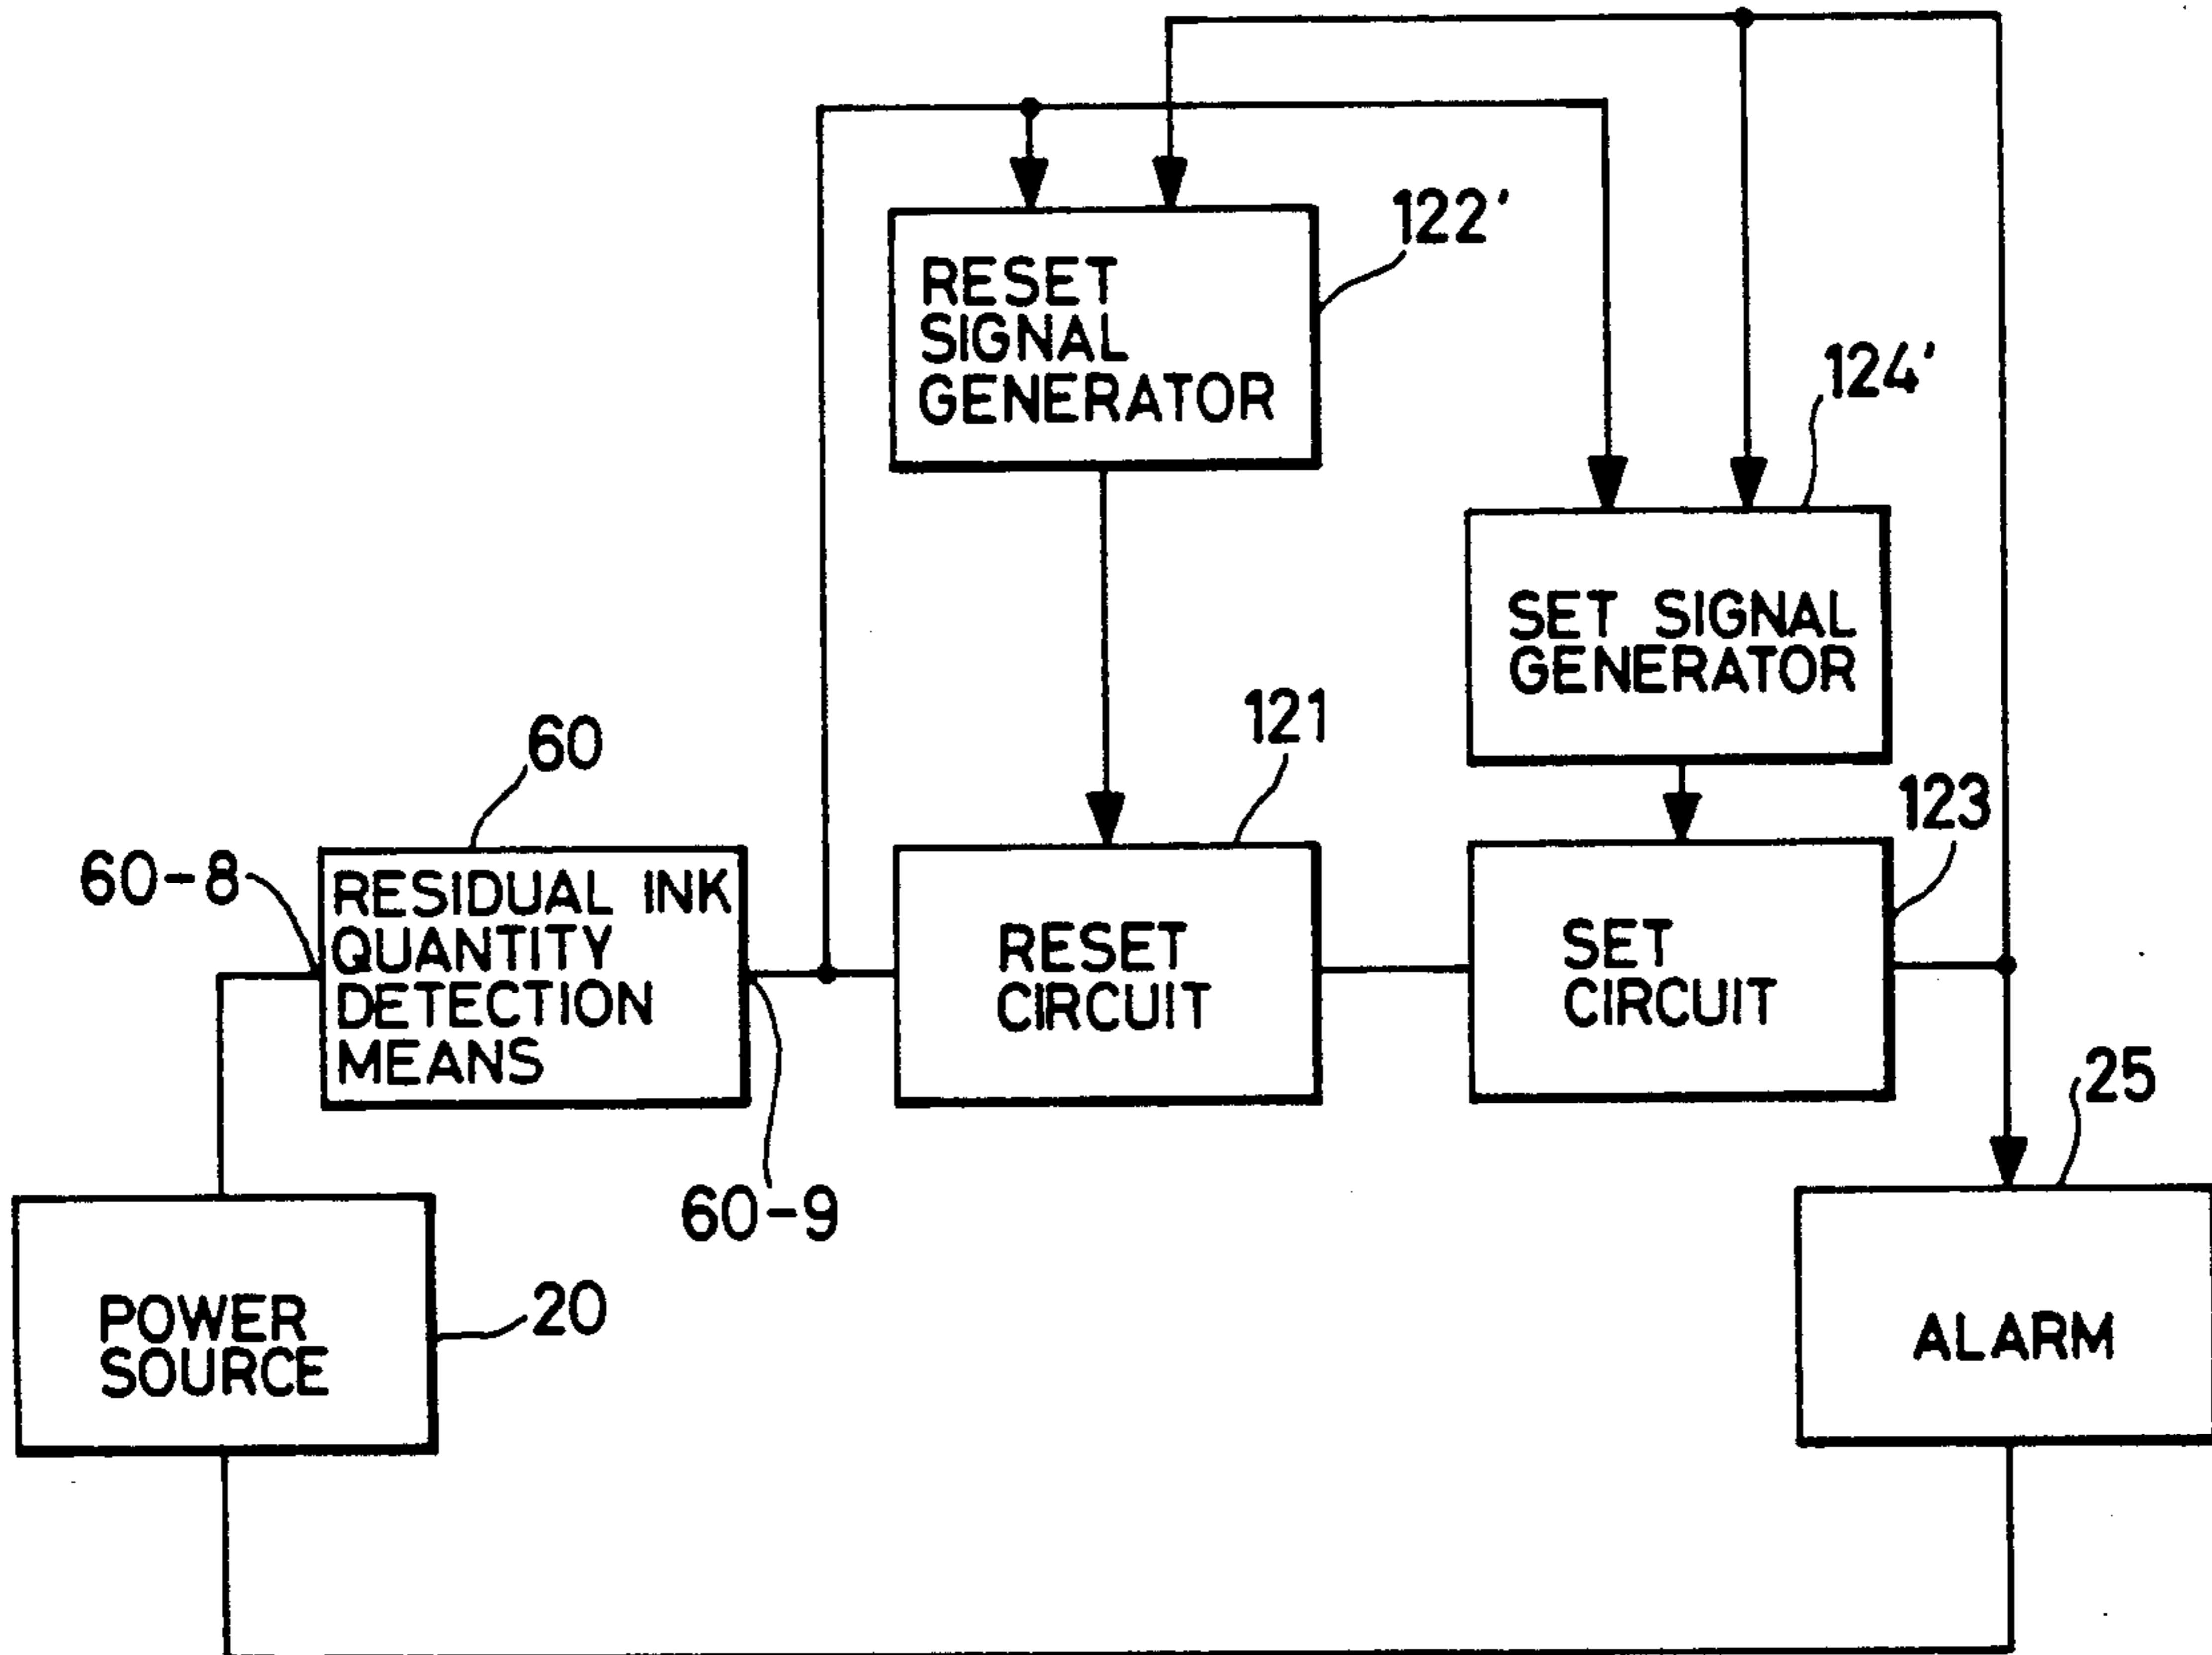 122'
RESET
SIGNAL
GENERATOR
124'
SET SIGNAL
GENERATOR
60
121
123
60-8
RESIDUAL INK
QUANTITY
DETECTION
MEANS
RESET
CIRCUIT
SET
CIRCUIT
25
60-9
POWER
SOURCE
20
ALARM